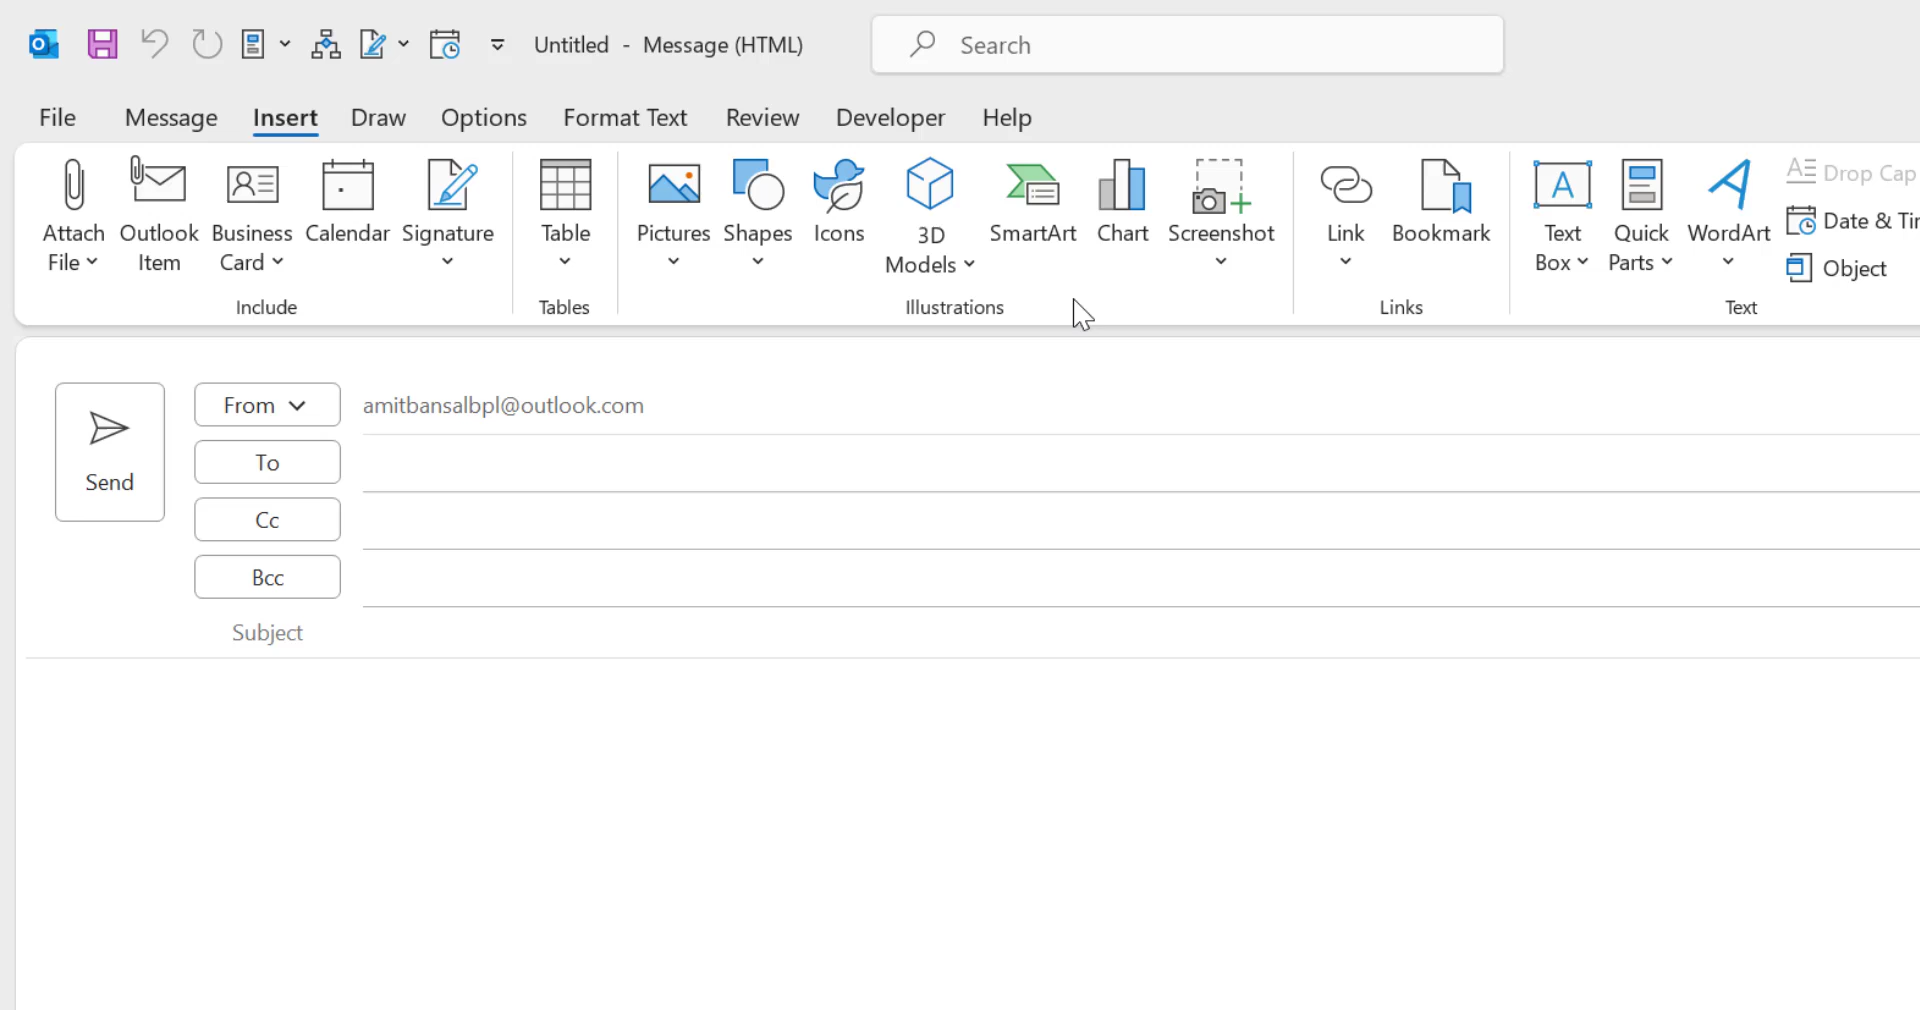 Untitled - Message (HTML)
Search
File Message Insert Draw Options Format Text Review Developer Help
Attach File
Outlook Item
Business Card
Calendar
Signature
Include
Table
Tables
Pictures
Shapes
Icons
3D Models
SmartArt
Chart
Screenshot
Illustrations
Link
Bookmark
Links
Text Box
Quick Parts
WordArt
Drop Cap
Date &
Object
Text
Send
From amitbansalbpl@outlook.com
To
Cc
Bcc
Subject